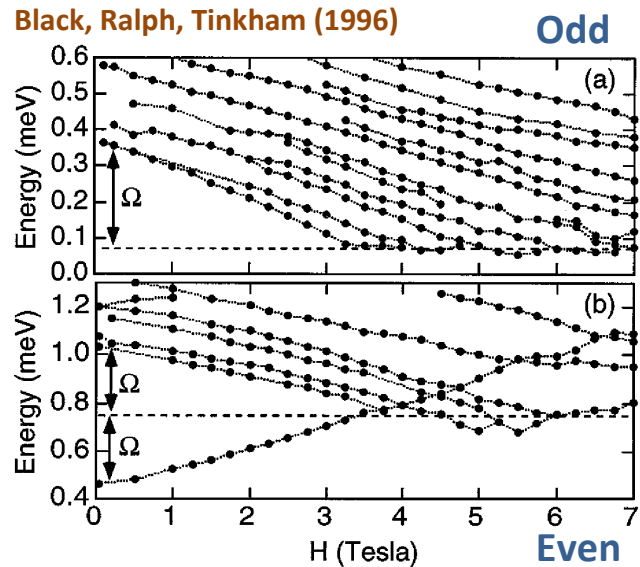 Black, Ralph, Tinkham (1996)
Odd
(a)
Energy (meV)
0.6
0.5
0.4
0.3
0.2
0.1
0.0
Ω
(b)
Energy (meV)
1.2
1.0
0.8
0.6
0.4
Ω
Ω
0 1 2 3 4 5 6 7
H (Tesla)
Even